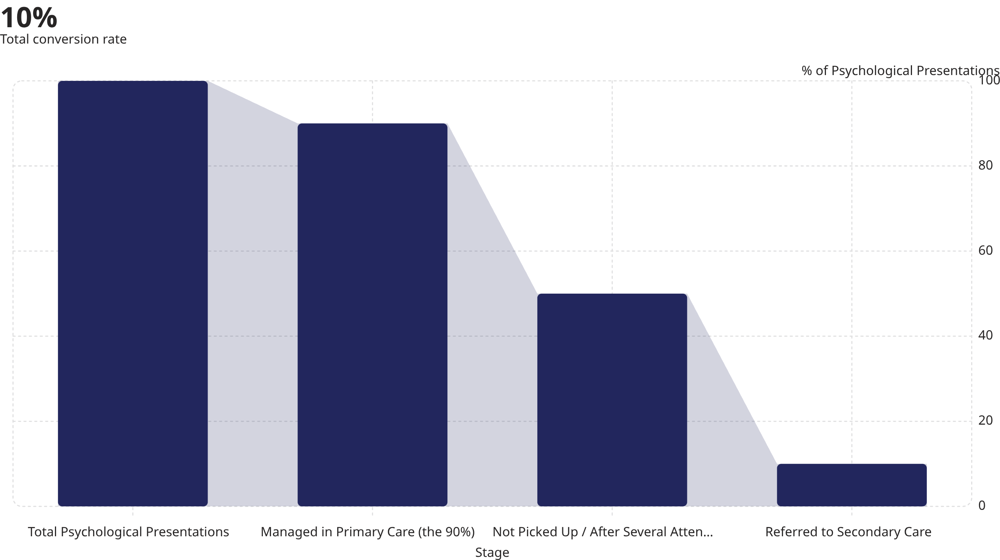 10%
Total conversion rate
% of Psychological Presentations
100
80
60
40
20
0
Total Psychological Presentations
Managed in Primary Care (the 90%)
Not Picked Up / After Several Atten...
Referred to Secondary Care
Stage